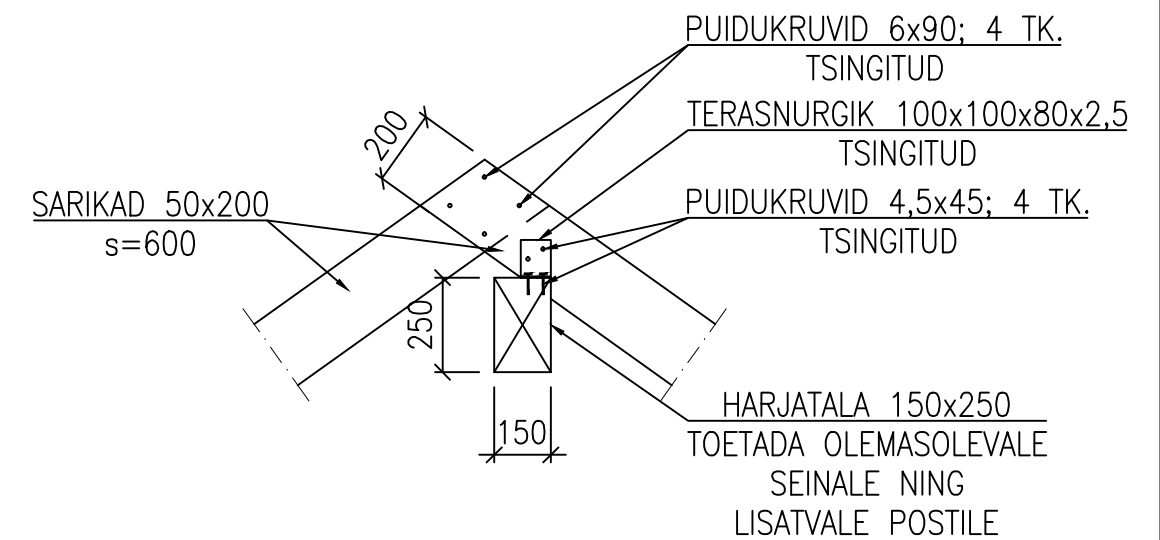 PUIDUKRUVID 6x90; 4 TK.
TSINGITUD
TERASNURGIK 100x100x80x2,5
TSINGITUD
PUIDUKRUVID 4,5x45; 4 TK.
TSINGITUD
200
SARIKAD 50x200
s=600
250
150
HARJATALA 150x250
TOETADA OLEMASOLEVALE
SEINALE NING
LISATVALE POSTILE